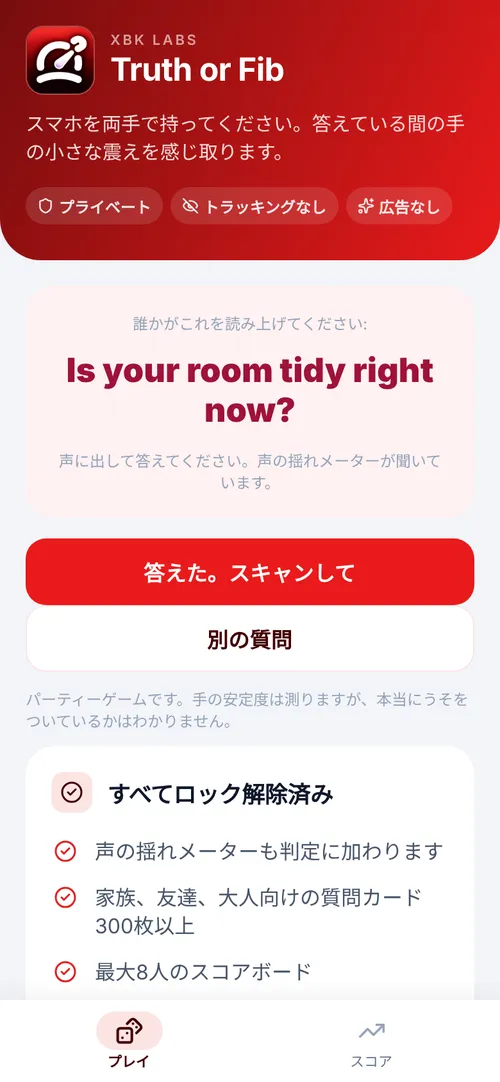 XBK LABS
Truth or Fib
スマホを両手で持ってください。答えている間の手
の小さな震えを感じ取ります。
プライベート
トラッキングなし
広告なし
誰かがこれを読み上げてください:
Is your room tidy right
now?
声に出して答えてください。声の揺れメーターが聞いて
います。
答えた。スキャンして
別の質問
パーティーゲームです。手の安定度は測りますが、本当にうそを
ついているかはわかりません。
すべてロック解除済み
声の揺れメーターも判定に加わります
家族、友達、大人向けの質問カード
300枚以上
最大8人のスコアボード
プレイ
スコア